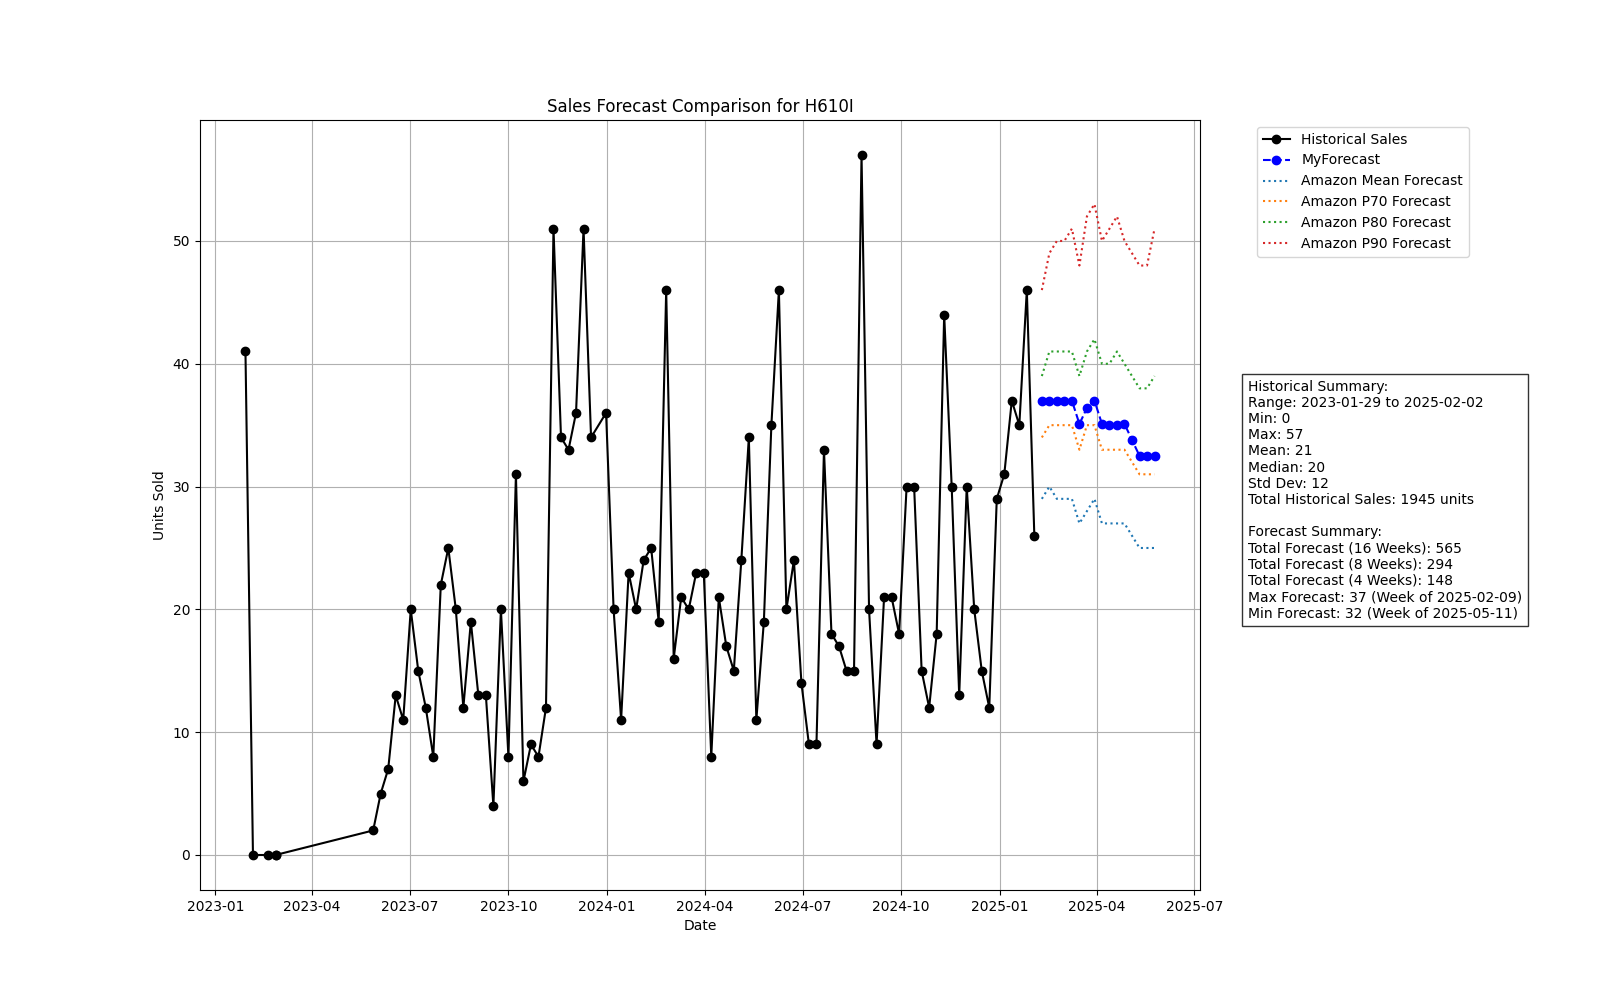 Sales Forecast Comparison for H610I
Units Sold
50
40
30
20
10
0
2023-01
2023-04
2023-07
2023-10
2024-01
2024-04
2024-07
2024-10
2025-01
2025-04
2025-07
Date
Historical Sales
MyForecast
Amazon Mean Forecast
Amazon P70 Forecast
Amazon P80 Forecast
Amazon P90 Forecast
Historical Summary:
Range: 2023-01-29 to 2025-02-02
Min: 0
Max: 57
Mean: 21
Median: 20
Std Dev: 12
Total Historical Sales: 1945 units
Forecast Summary:
Total Forecast (16 Weeks): 565
Total Forecast (8 Weeks): 294
Total Forecast (4 Weeks): 148
Max Forecast: 37 (Week of 2025-02-09)
Min Forecast: 32 (Week of 2025-05-11)